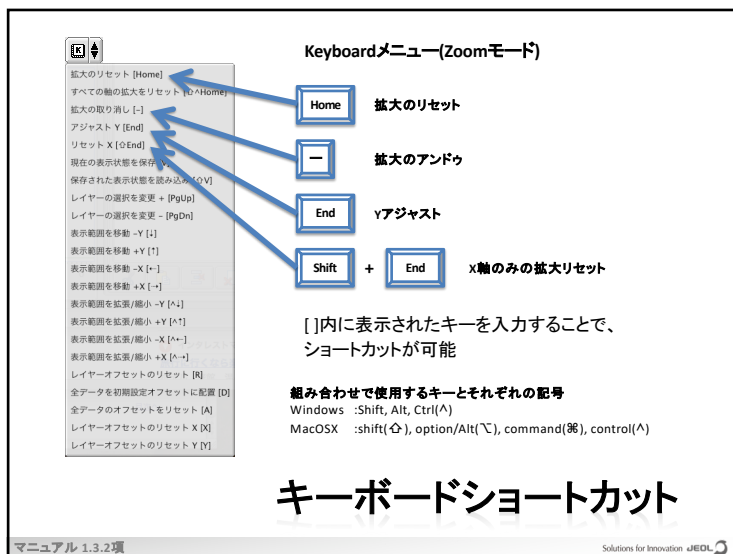 K
Keyboardメニュー(Zoomモード)
拡大のリセット [Home]
すべての軸の拡大をリセット [⇧^Home]
拡大の取り消し [-]
アジャスト Y [End]
リセット X [⇧End]
現在の表示状態を保存 [V]
保存された表示状態を読み込み [⇧V]
レイヤーの選択を変更 + [PgUp]
レイヤーの選択を変更 - [PgDn]
表示範囲を移動 -Y [↓]
表示範囲を移動 +Y [↑]
表示範囲を移動 -X [←]
表示範囲を移動 +X [→]
表示範囲を拡張/縮小 -Y [^↓]
表示範囲を拡張/縮小 +Y [^↑]
表示範囲を拡張/縮小 -X [^←]
表示範囲を拡張/縮小 +X [^→]
レイヤーオフセットのリセット [R]
全データを初期設定オフセットに配置 [D]
全データのオフセットをリセット [A]
レイヤーオフセットのリセット X [X]
レイヤーオフセットのリセット Y [Y]
Home 拡大のリセット
ー 拡大のアンドゥ
End Yアジャスト
Shift + End X軸のみの拡大リセット
[ ]内に表示されたキーを入力することで、
ショートカットが可能
組み合わせで使用するキーとそれぞれの記号
Windows :Shift, Alt, Ctrl(^)
MacOSX :shift(⇧), option/Alt(⌥), command(⌘), control(^)
キーボードショートカット
マニュアル 1.3.2項
Solutions for Innovation JEOL